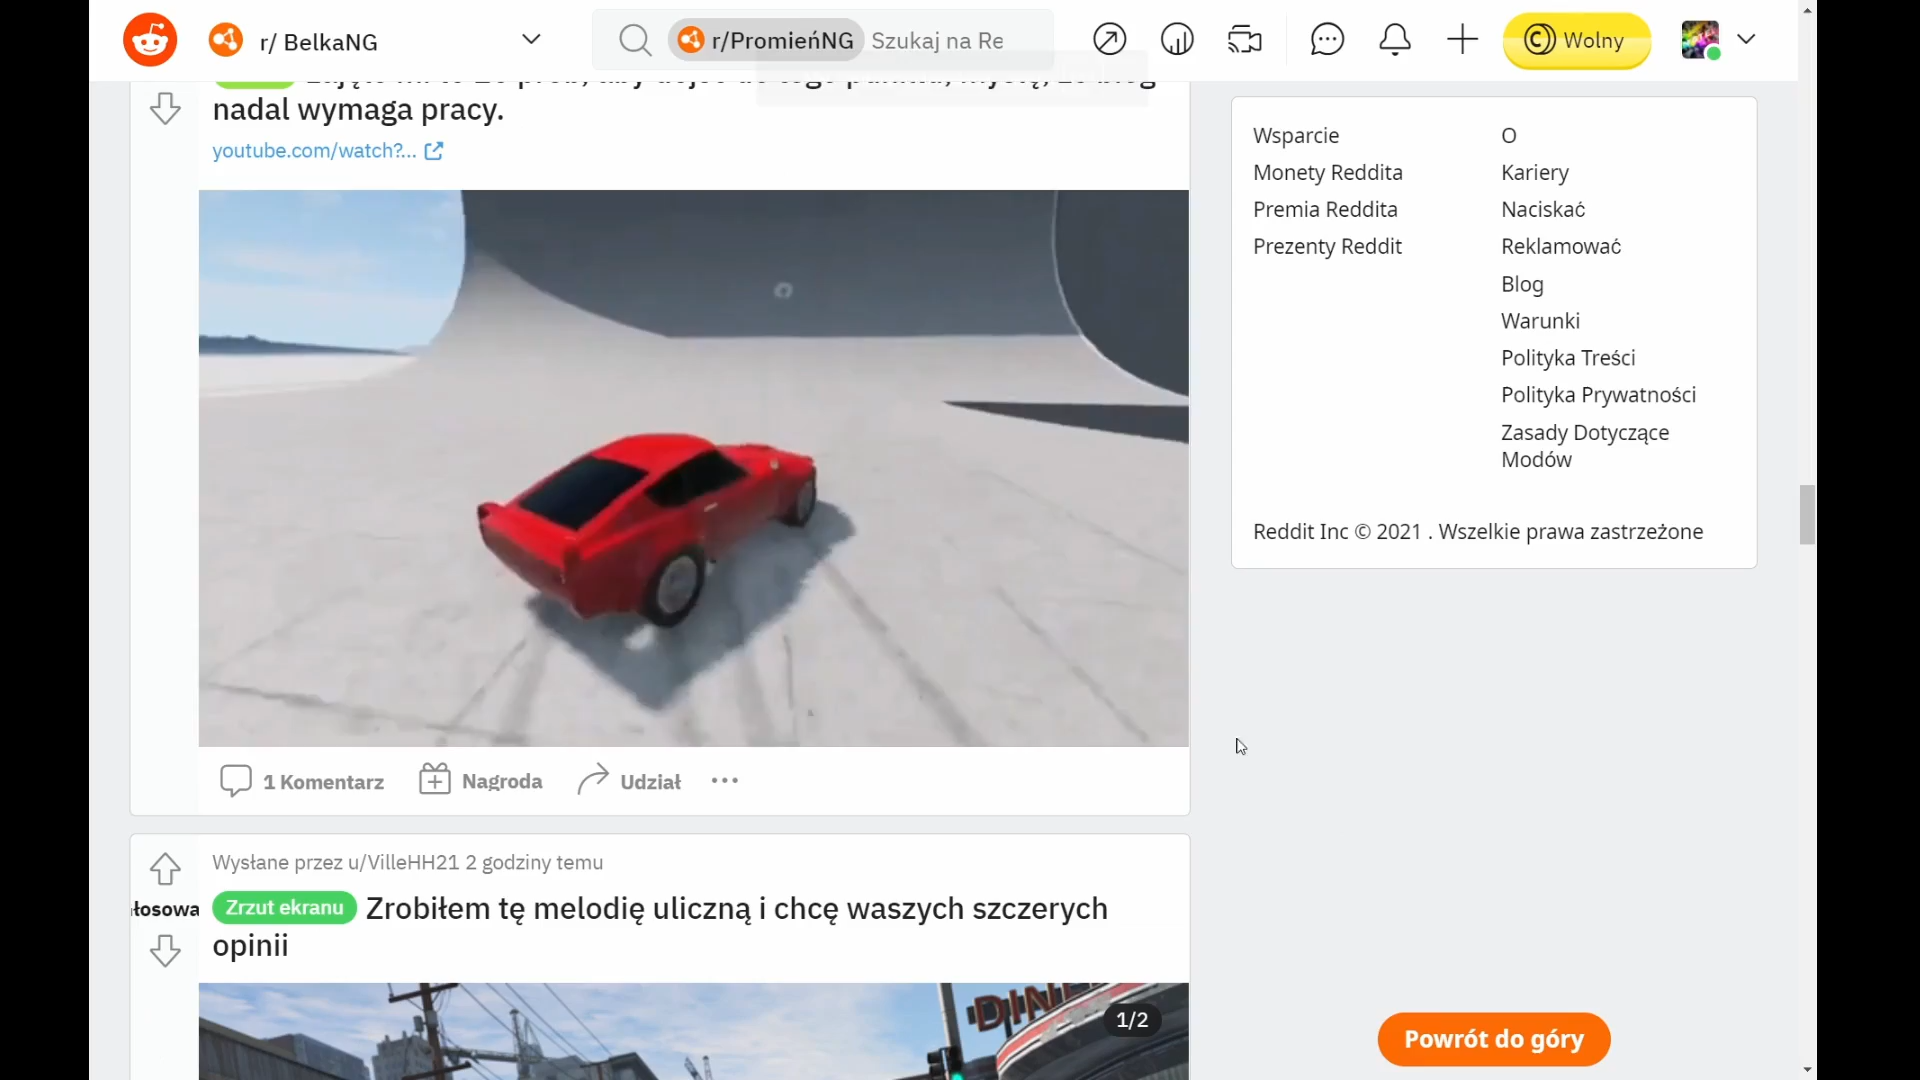 r/ BelkaNG
r/PromieńNG Szukaj na Re
Wolny
nadal wymaga pracy.
youtube.com/watch?...
1 Komentarz
Nagroda
Udział
Wysłane przez u/VilleHH21 2 godziny temu
Zrzut ekranu Zrobiłem tę melodię uliczną i chcę waszych szczerych
opinii
1/2
Wsparcie
Monety Reddita
Premia Reddita
Prezenty Reddit
O
Kariery
Naciskać
Reklamować
Blog
Warunki
Polityka Treści
Polityka Prywatności
Zasady Dotyczące
Modów
Reddit Inc © 2021 . Wszelkie prawa zastrzeżone
Powrót do góry